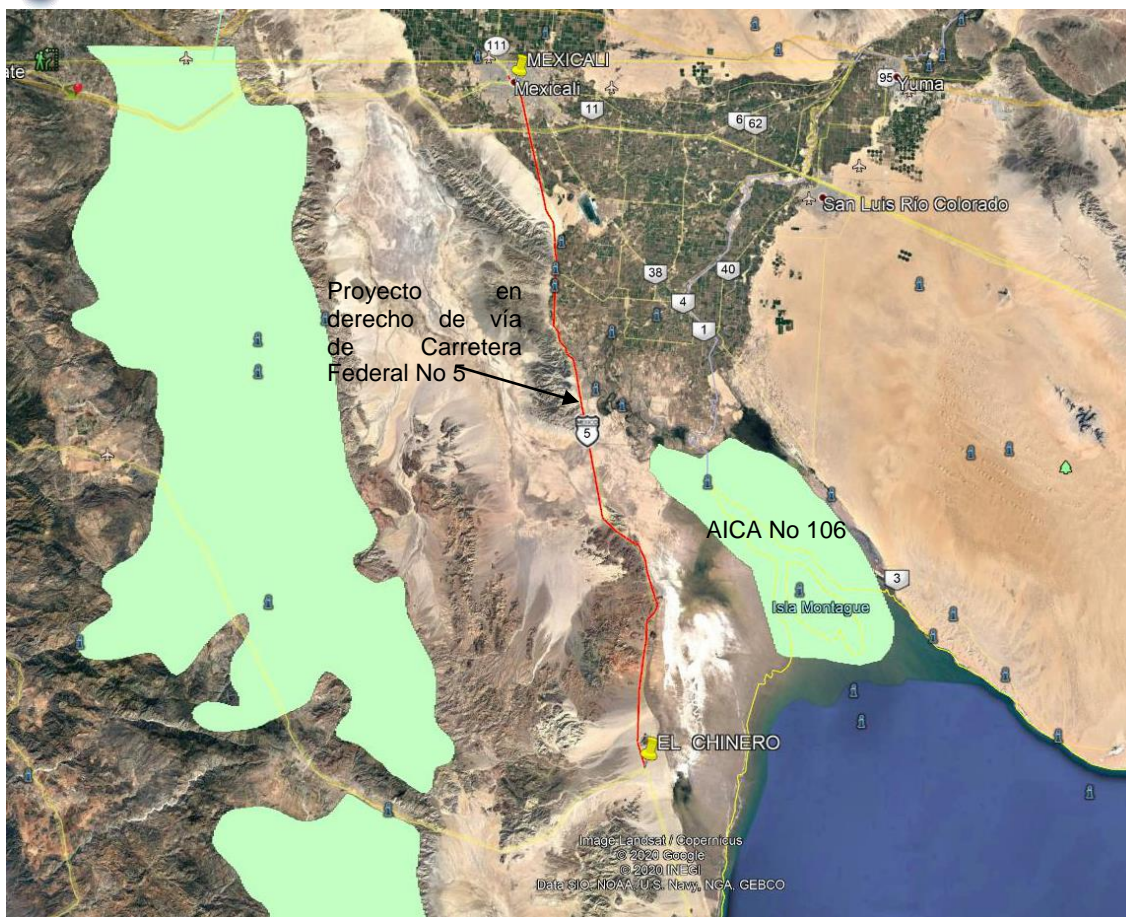 111
MEXICALI
ate
Mexicali
95
Yuma
11
6
62
San Luis Río Colorado
38
40
Proyecto en
derecho de vía
de Carretera
Federal No 5
4
1
MEXICO
5
AICA No 106
3
Isla Montague
EL CHINERO
Image Landsat / Copernicus
© 2020 Google
© 2020 INEGI
Data SIO, NOAA, U.S. Navy, NGA, GEBCO